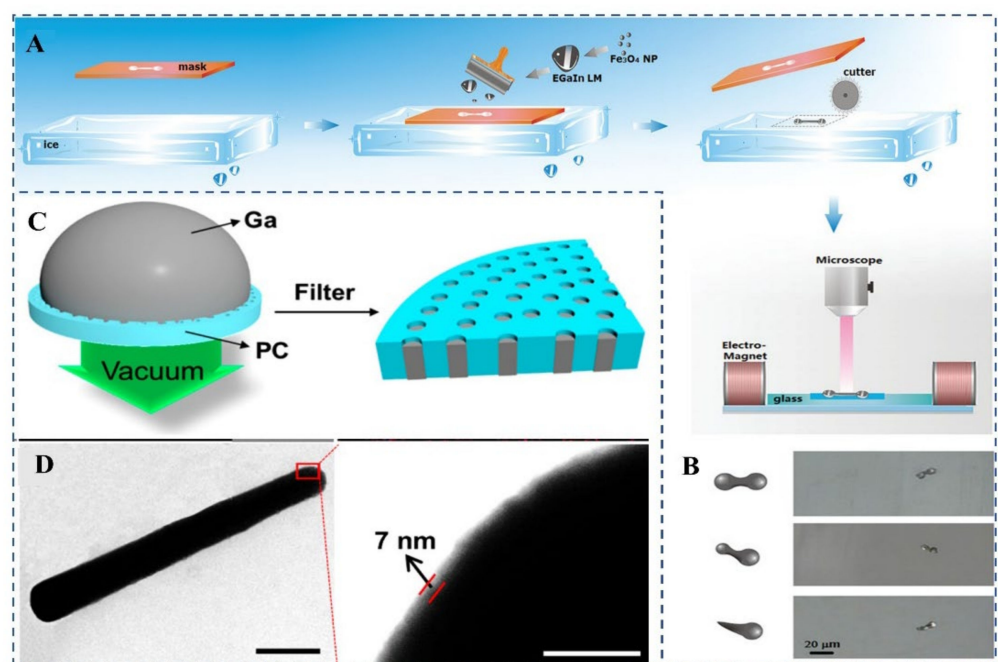 A
mask
ice
Fe₃O₄ NP
EGaIn LM
cutter
C
Ga
PC
Vacuum
Filter
Microscope
Electro-
Magnet
glass
D
7 nm
B
20 μm